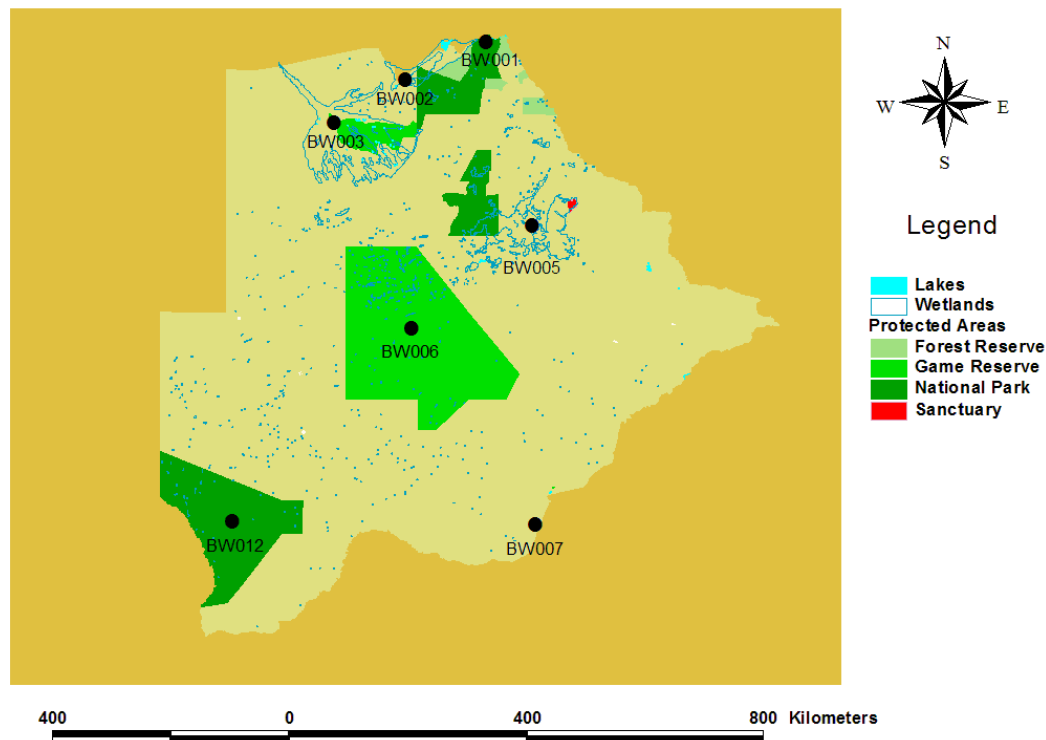 BW001
BW002
BW003
BW005
BW006
BW012
BW007
N
W E
S
Legend
Lakes
Wetlands
Protected Areas
Forest Reserve
Game Reserve
National Park
Sanctuary
400 0 400 800 Kilometers